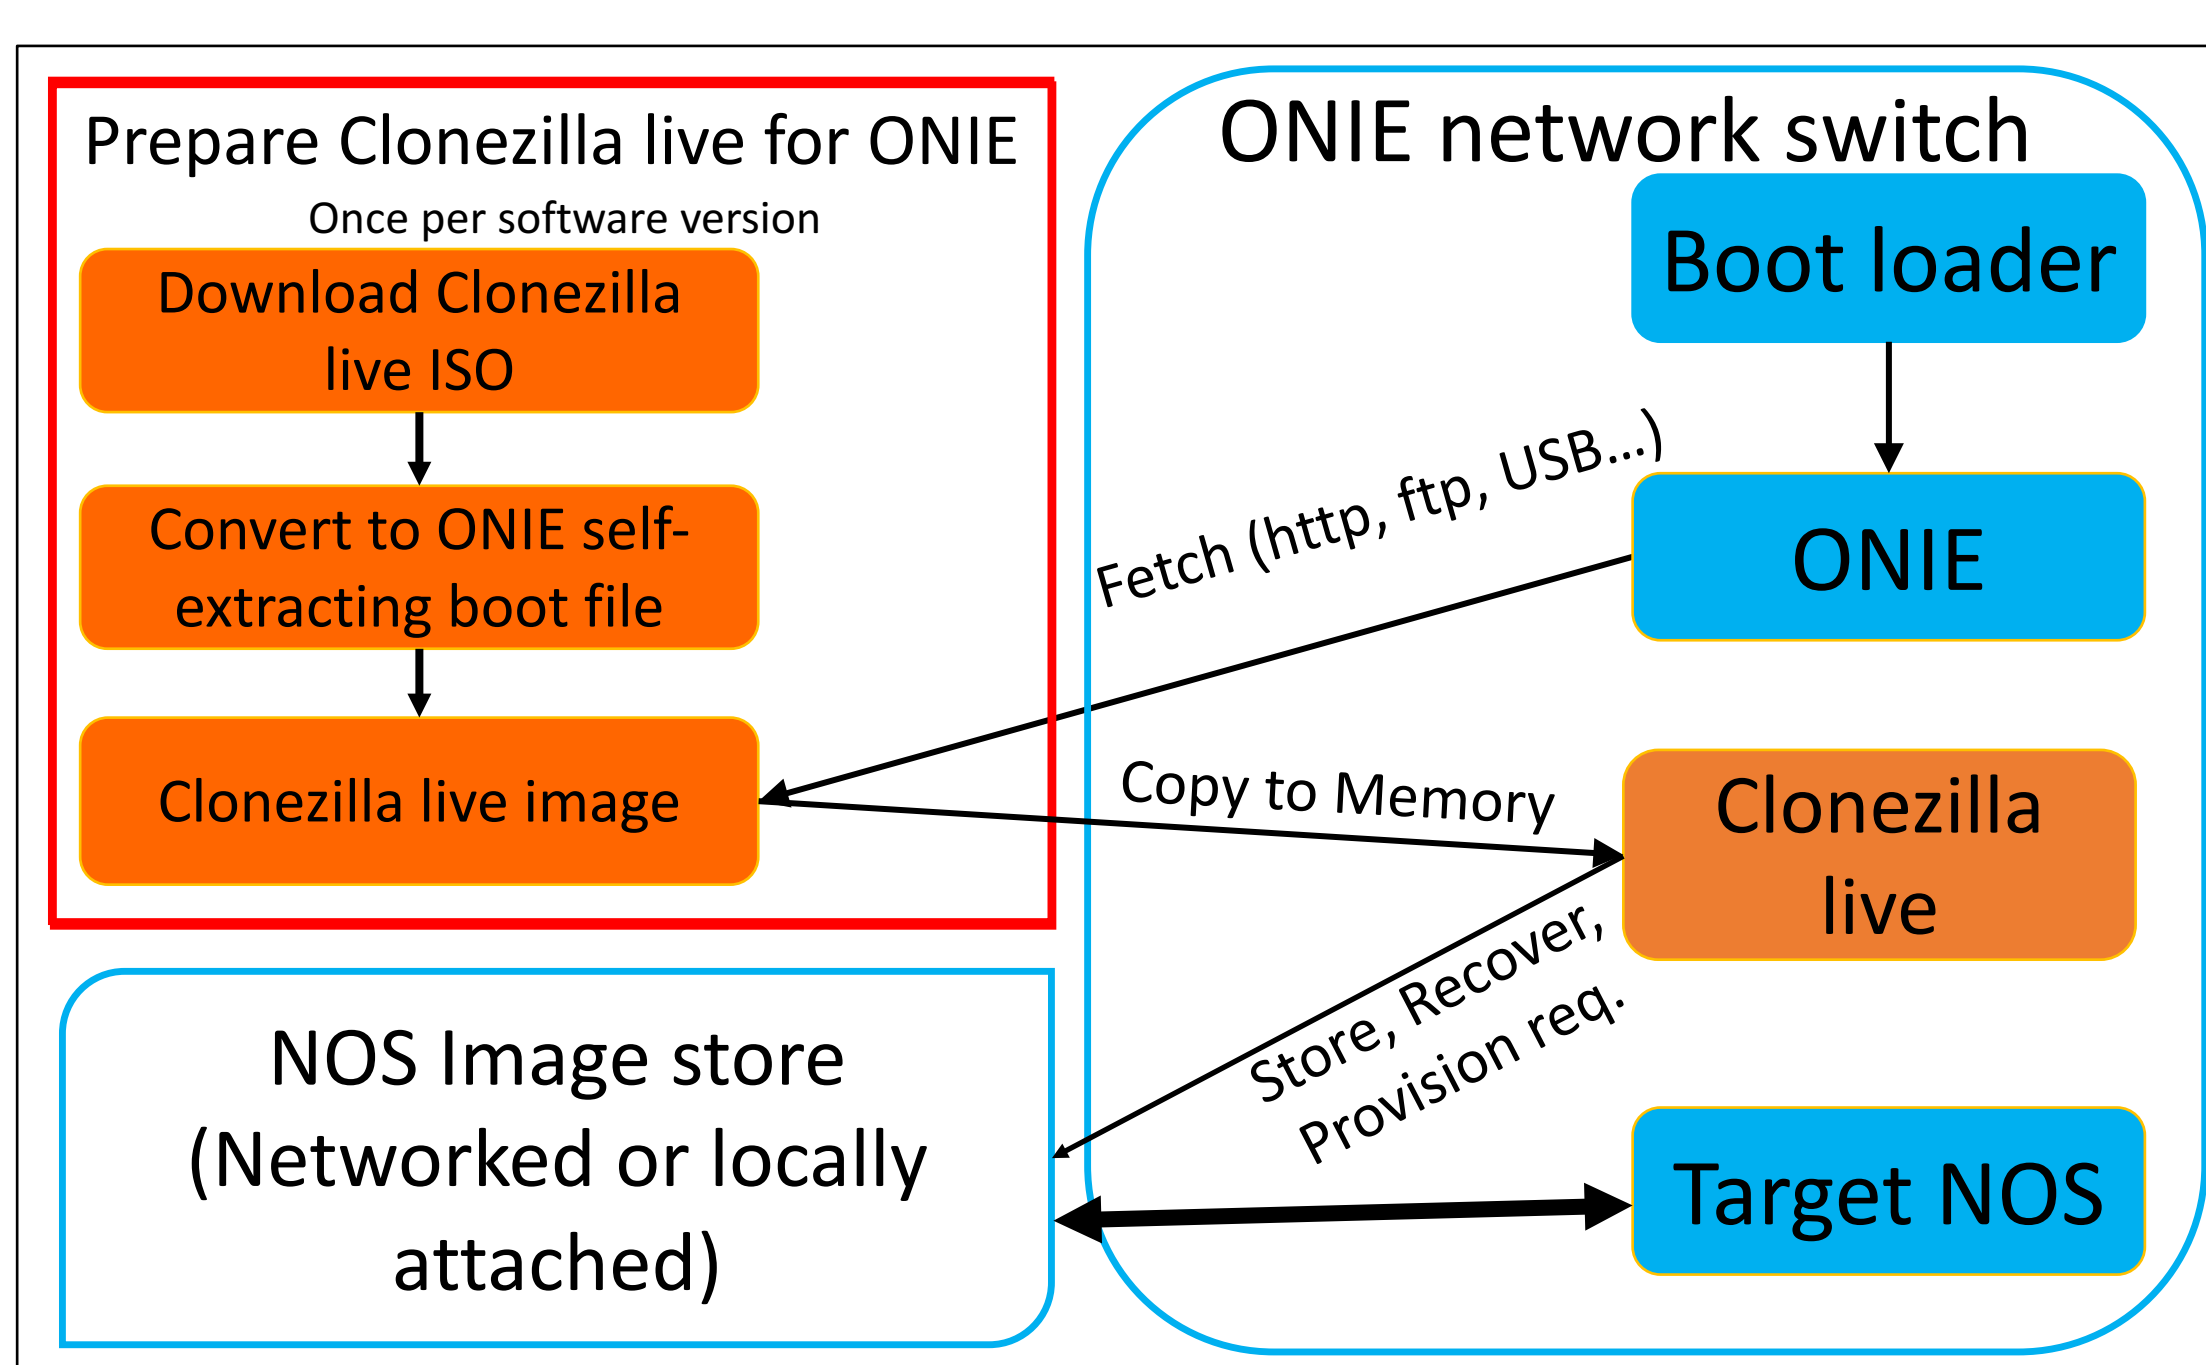 Prepare Clonezilla live for ONIE
Once per software version
Download Clonezilla
live ISO
Convert to ONIE self-
extracting boot file
Clonezilla live image
ONIE network switch
Boot loader
Fetch (http, ftp, USB...)
ONIE
Copy to Memory
Clonezilla
live
Store, Recover,
Provision req.
NOS Image store
(Networked or locally
attached)
Target NOS